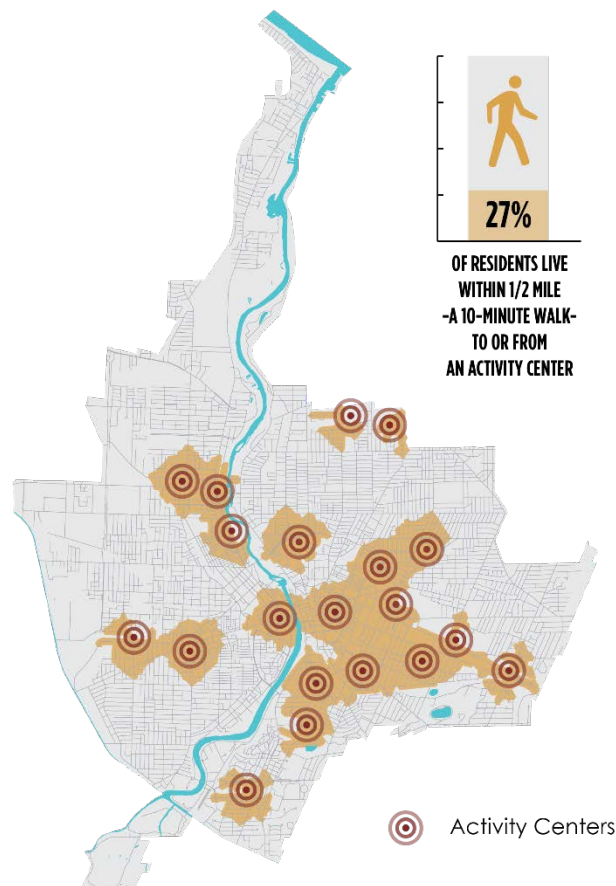 27%
OF RESIDENTS LIVE
WITHIN 1/2 MILE
-A 10-MINUTE WALK-
TO OR FROM
AN ACTIVITY CENTER
Activity Centers